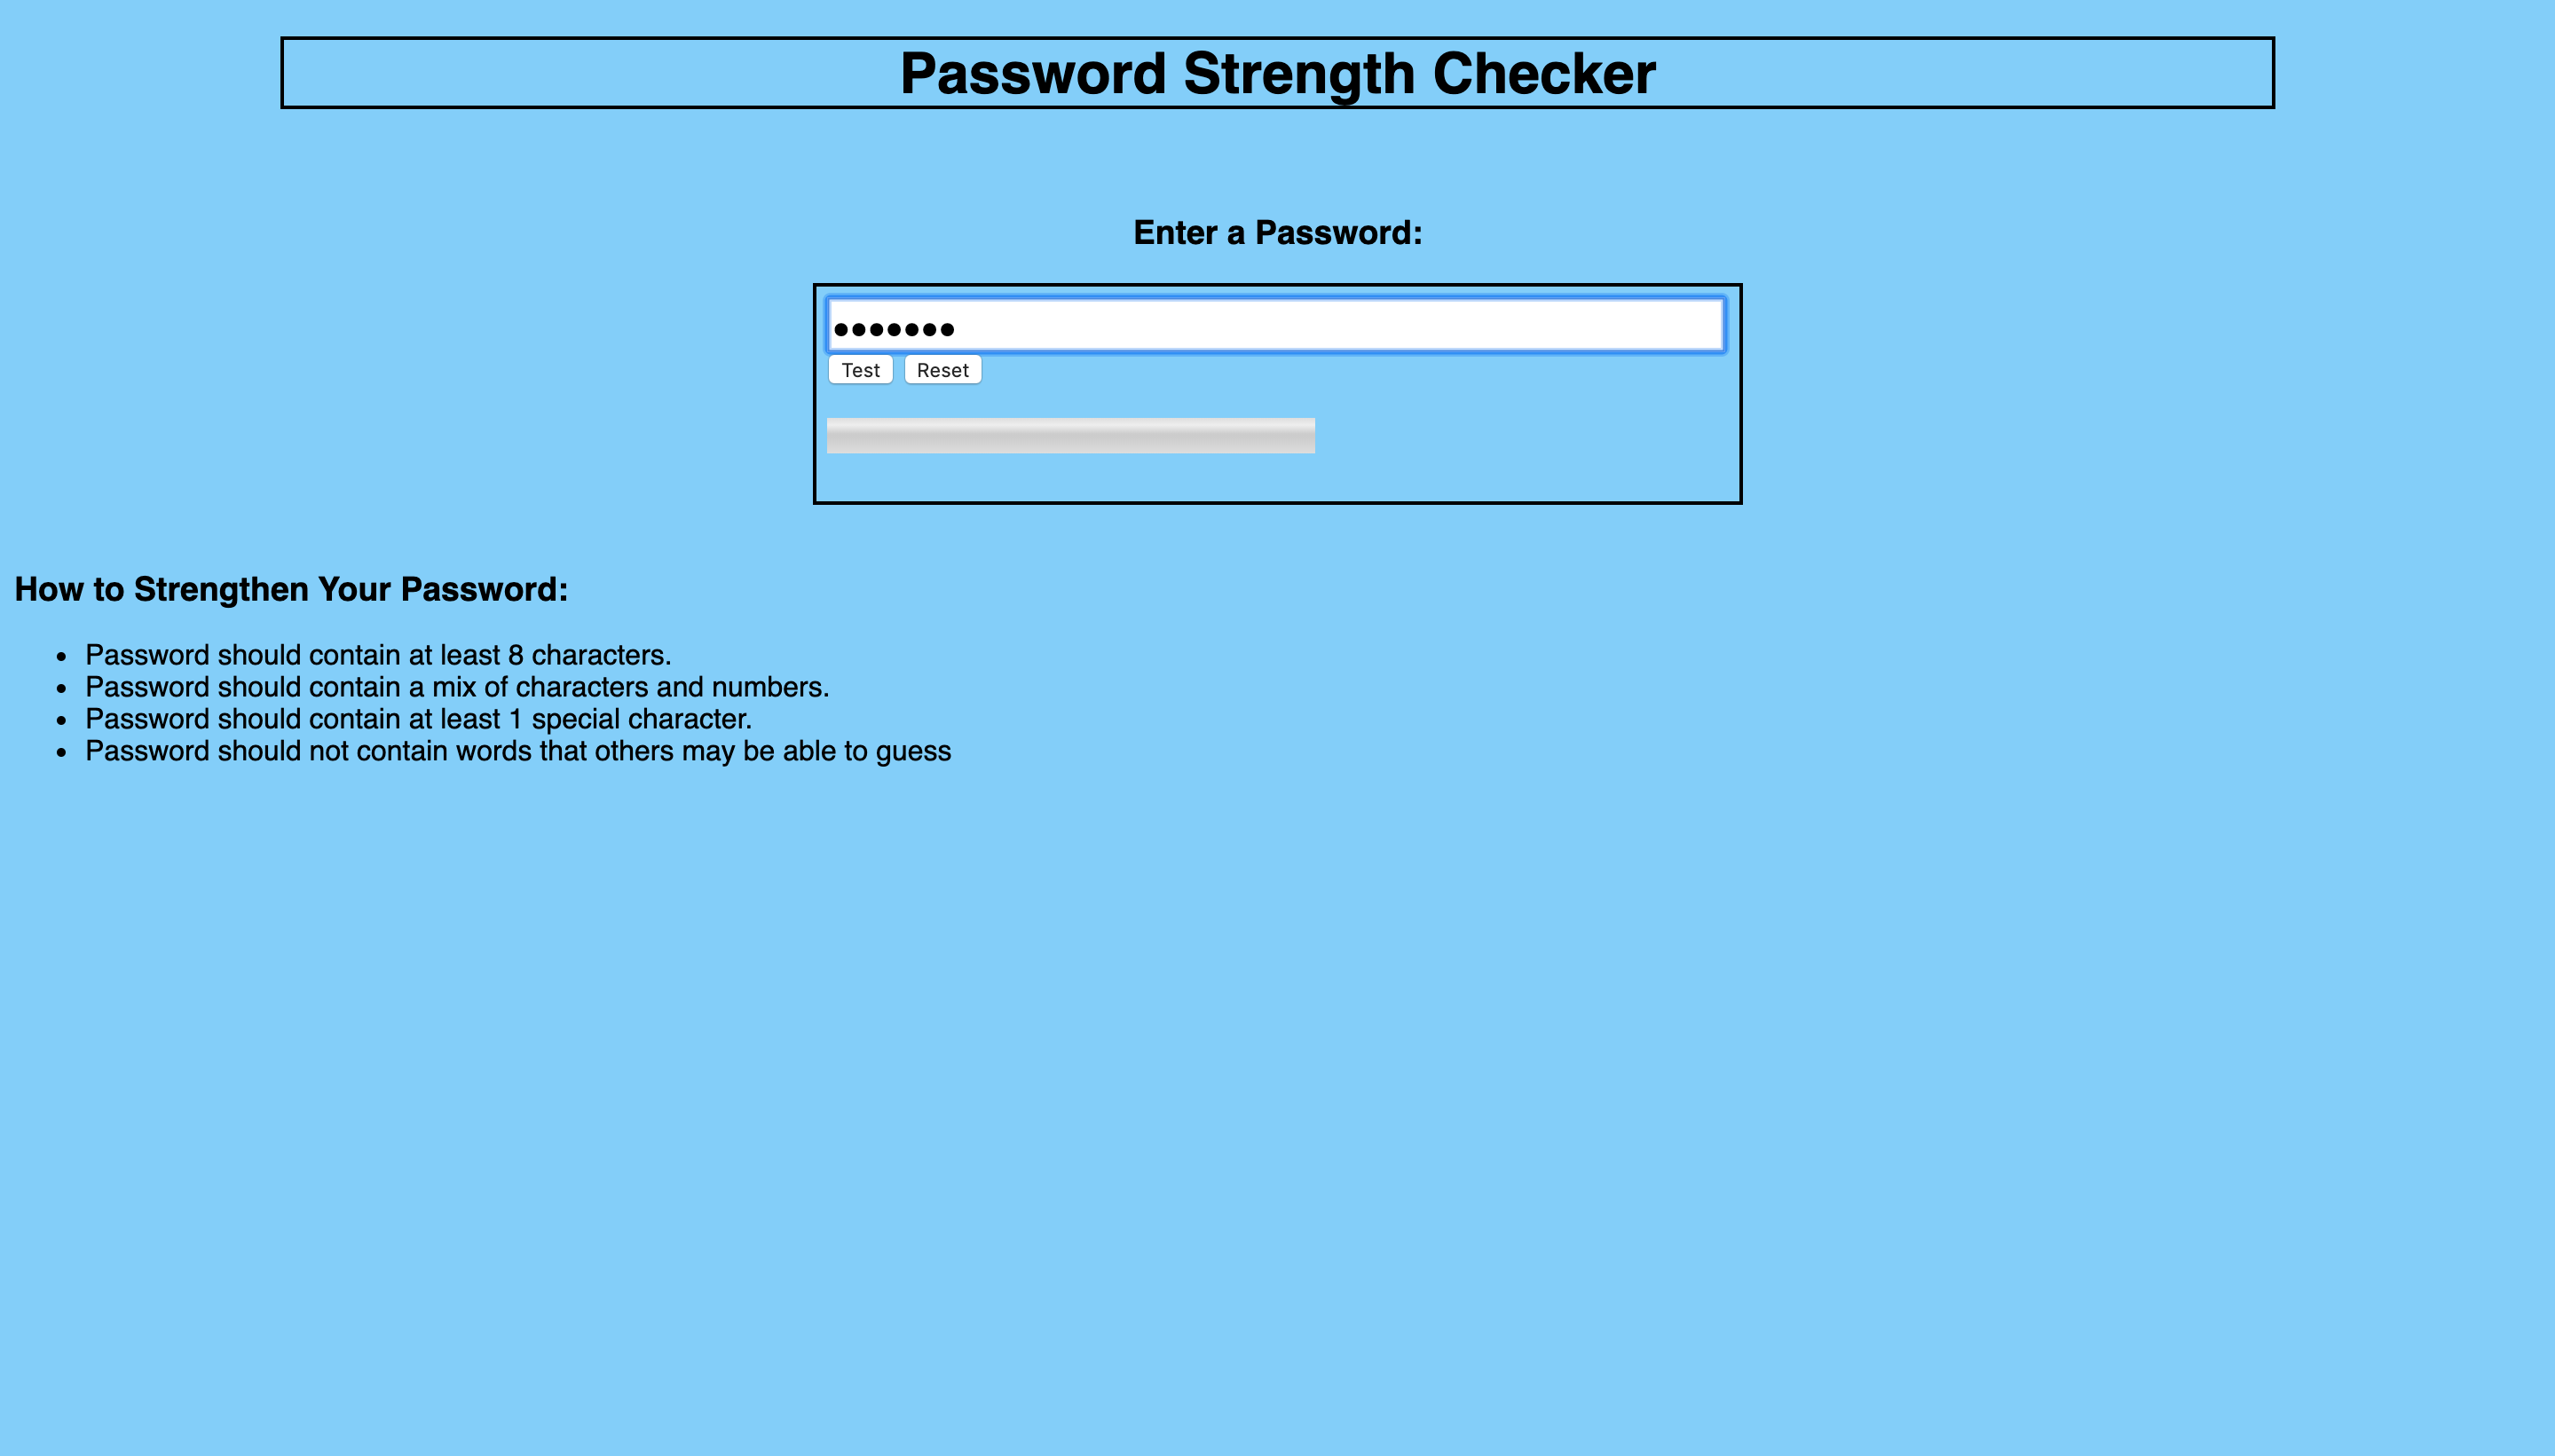 Password Strength Checker
Enter a Password:
•••••••
Test Reset
How to Strengthen Your Password:
• Password should contain at least 8 characters.
• Password should contain a mix of characters and numbers.
• Password should contain at least 1 special character.
• Password should not contain words that others may be able to guess